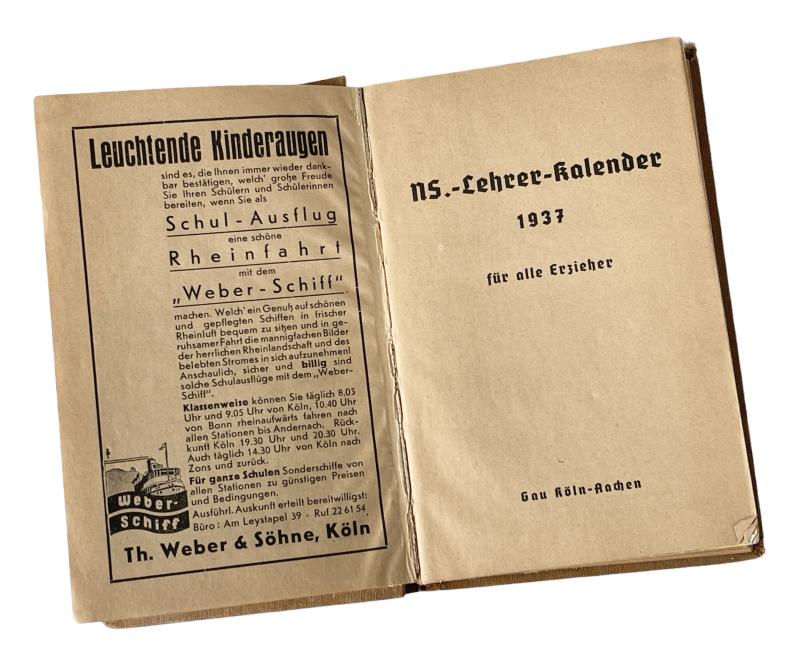 Leuchtende Kinderaugen
sind es, die Ihnen immer wieder dank-
bar bestätigen, welch' große Freude
Sie Ihren Schülern und Schülerinnen
bereiten, wenn Sie als
Schul-Ausflug
eine schöne
Rheinfahrt
mit dem
„Weber-Schiff"
machen. Welch' ein Genuß auf schönen
und gepflegten Schiffen in frischer
Rheinluft bequem zu sitzen und in ge-
ruhsamer Fahrt die mannigfachen Bilder
der herrlichen Rheinlandschaft und des
belebten Stromes in sich aufzunehmen!
Anschaulich, sicher und billig sind
solche Schulausflüge mit dem „Weber-
Schiff".
Klassenweise können Sie täglich 8.05
Uhr und 9.05 Uhr von Köln, 10.40 Uhr
von Bonn rheinaufwärts fahren nach
allen Stationen bis Andernach. Rück-
kunft Köln 19.30 Uhr und 20.30 Uhr.
Auch täglich 14.30 Uhr von Köln nach
Zons und zurück.
Für ganze Schulen Sonderschiffe von
allen Stationen zu günstigen Preisen
und Bedingungen.
Ausführl. Auskunft erteilt bereitwilligst:
Büro: Am Leystapel 39 - Ruf 22 61 54
Weber-
Schiff
Th. Weber & Söhne, Köln
NS.-Lehrer-Kalender
1937
für alle Erzieher
Gau Köln-Aachen